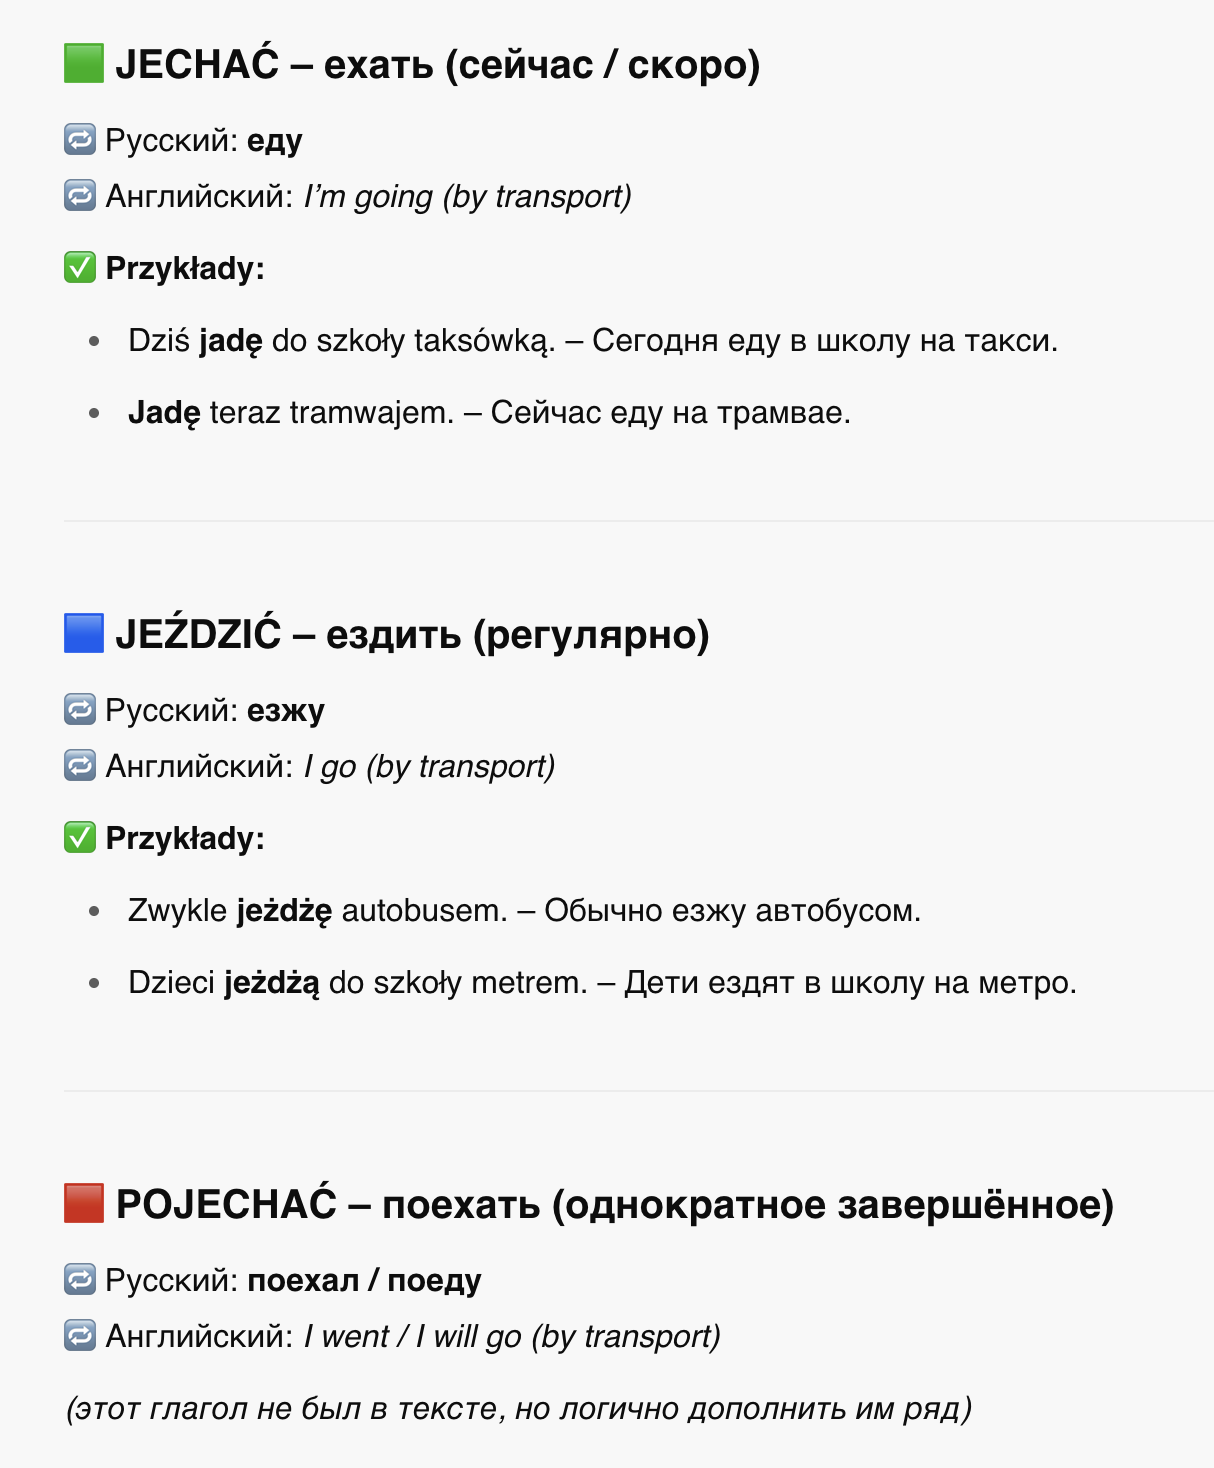 🟩 JECHAĆ – ехать (сейчас / скоро)
🔁 Русский: еду
🔁 Английский: I’m going (by transport)
✅ Przykłady:
• Dziś jadę do szkoły taksówką. – Сегодня еду в школу на такси.
• Jadę teraz tramwajem. – Сейчас еду на трамвае.
🟦 JEŹDZIĆ – ездить (регулярно)
🔁 Русский: езжу
🔁 Английский: I go (by transport)
✅ Przykłady:
• Zwykle jeżdżę autobusem. – Обычно езжу автобусом.
• Dzieci jeżdżą do szkoły metrem. – Дети ездят в школу на метро.
🟥 POJECHAĆ – поехать (однократное завершённое)
🔁 Русский: поехал / поеду
🔁 Английский: I went / I will go (by transport)
(этот глагол не был в тексте, но логично дополнить им ряд)